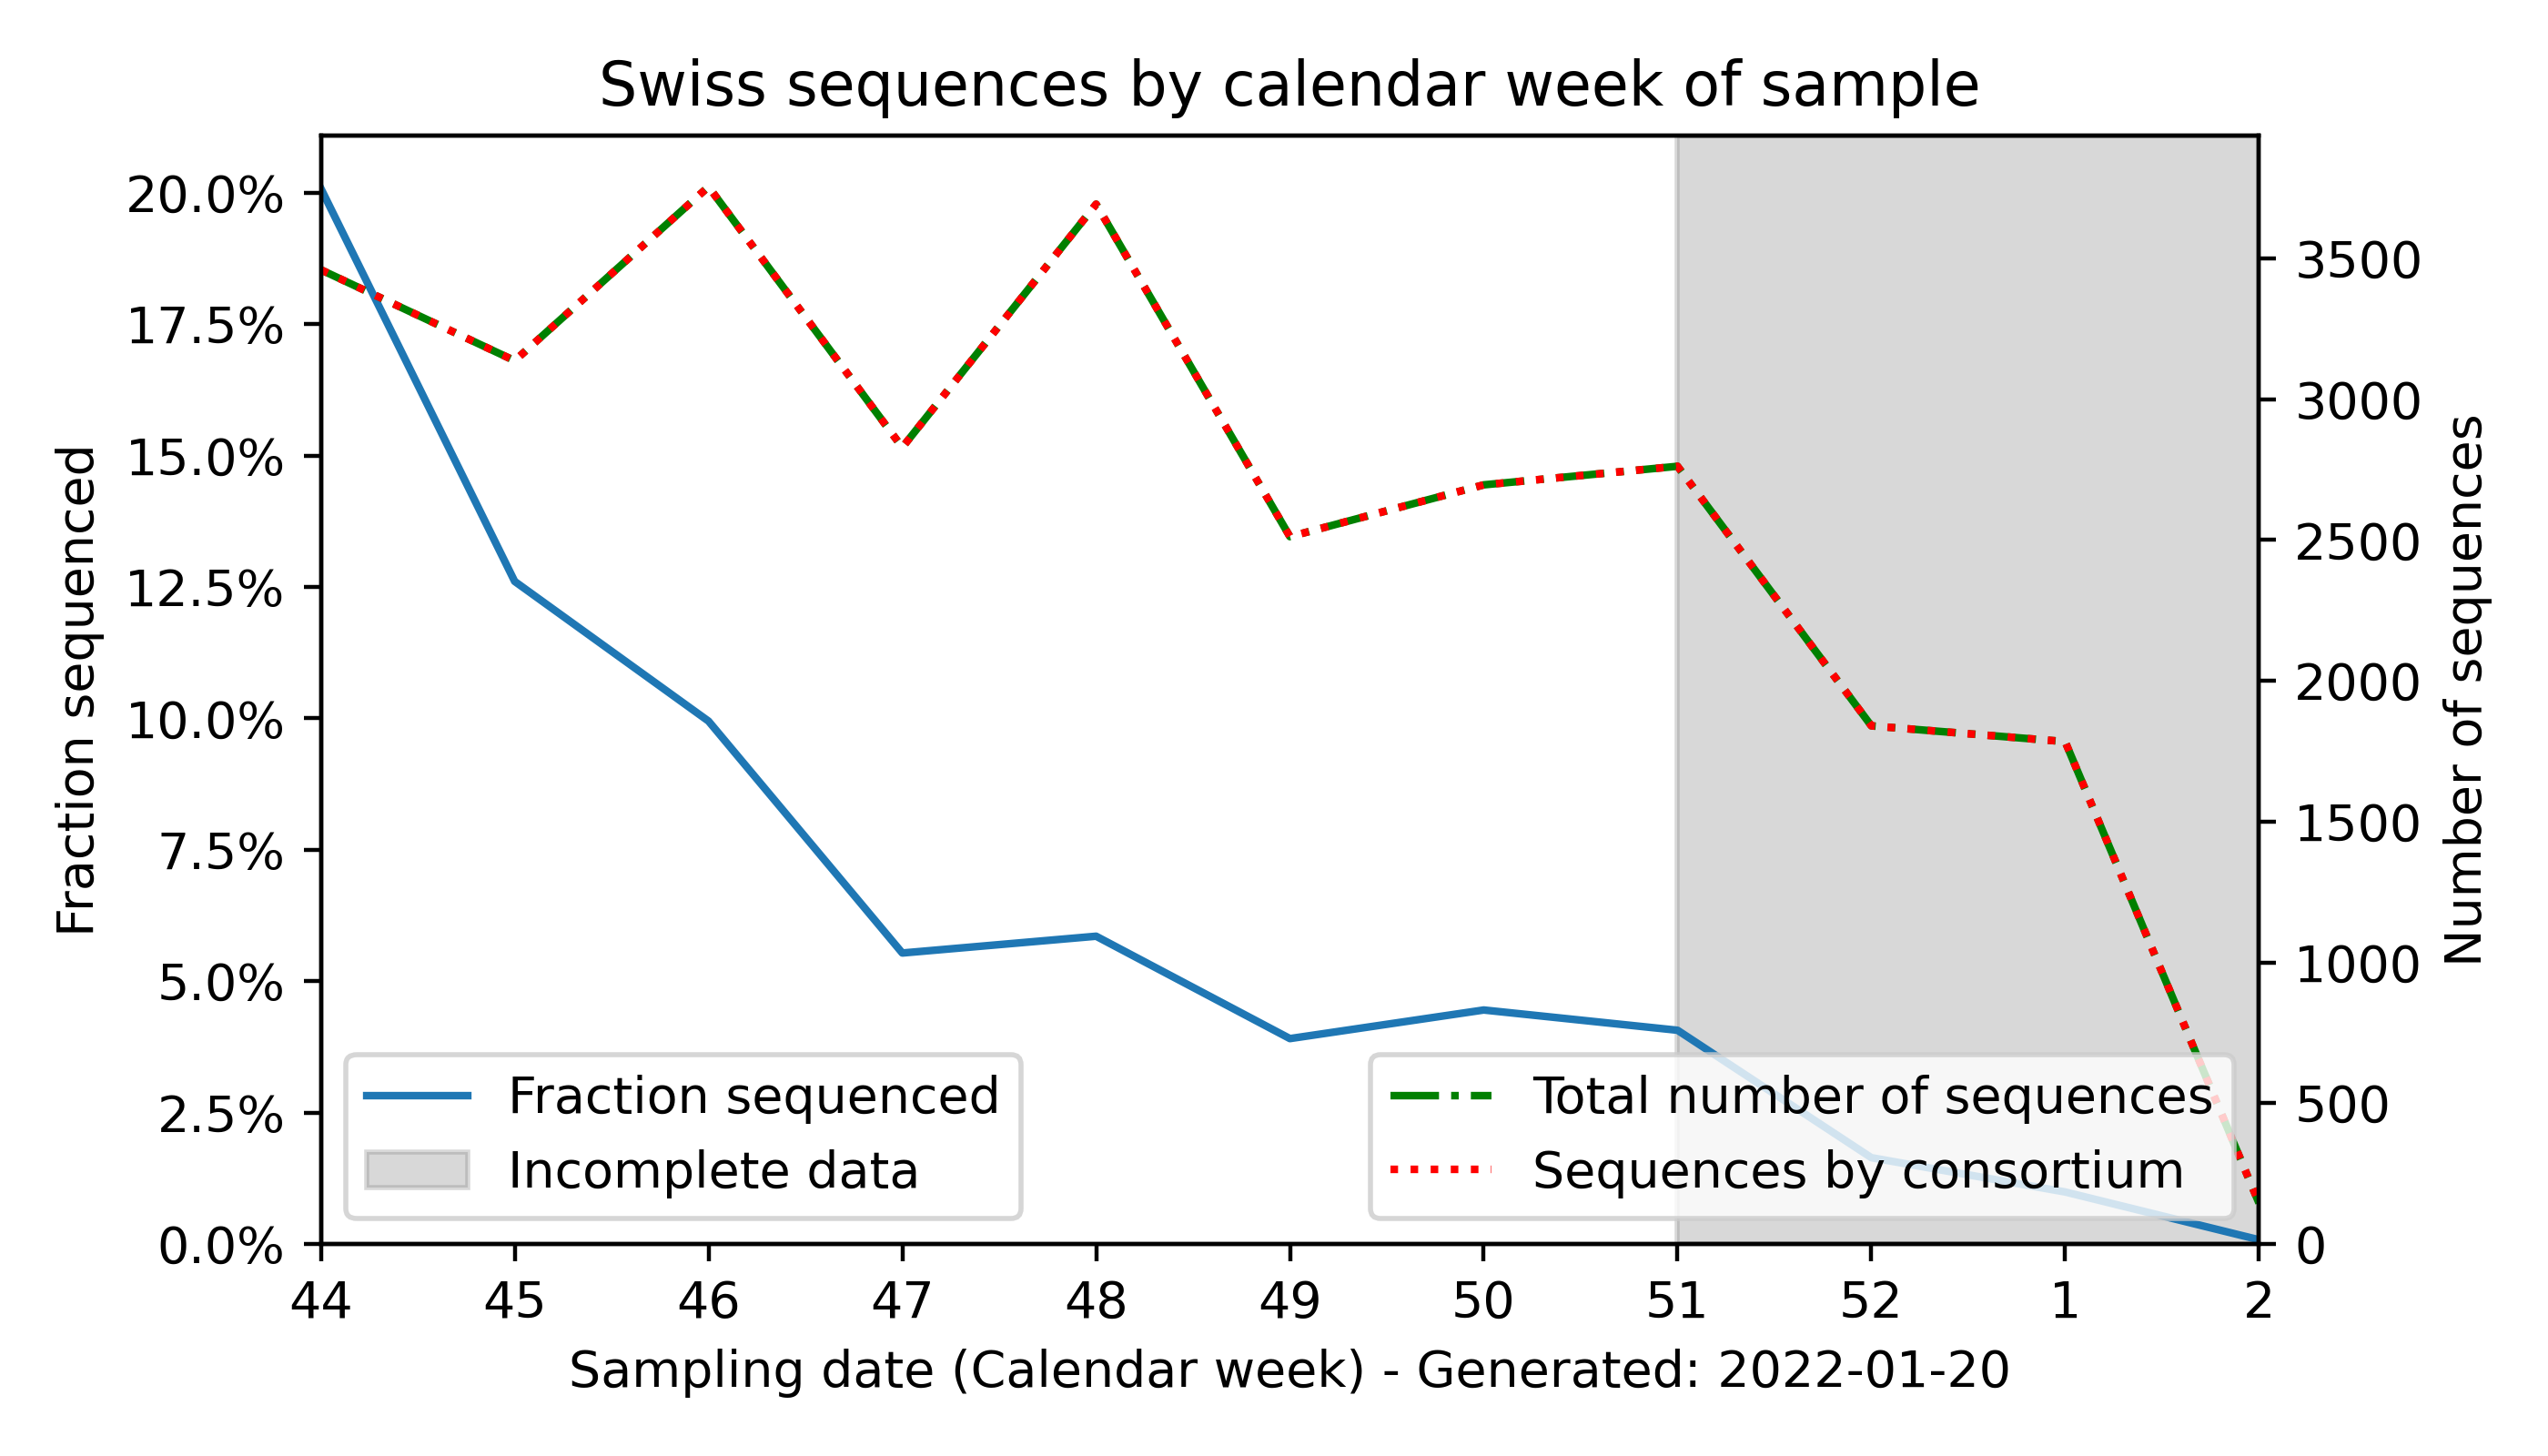 Swiss sequences by calendar week of sample
Fraction sequenced
20.0%
17.5%
15.0%
12.5%
10.0%
7.5%
5.0%
2.5%
0.0%
3500
3000
2500
2000
1500
1000
500
0
Number of sequences
Fraction sequenced
Incomplete data
Total number of sequences
Sequences by consortium
44 45 46 47 48 49 50 51 52 1 2
Sampling date (Calendar week) - Generated: 2022-01-20